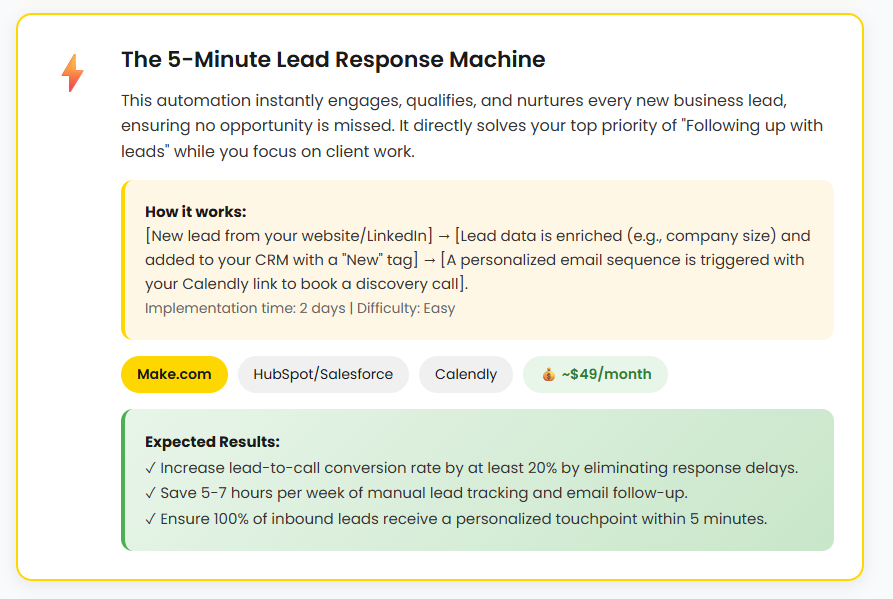 The 5-Minute Lead Response Machine
This automation instantly engages, qualifies, and nurtures every new business lead,
ensuring no opportunity is missed. It directly solves your top priority of "Following up with
leads" while you focus on client work.
How it works:
[New lead from your website/LinkedIn] → [Lead data is enriched (e.g., company size) and
added to your CRM with a "New" tag] → [A personalized email sequence is triggered with
your Calendly link to book a discovery call].
Implementation time: 2 days | Difficulty: Easy
Make.com HubSpot/Salesforce Calendly 💰 ~$49/month
Expected Results:
✓ Increase lead-to-call conversion rate by at least 20% by eliminating response delays.
✓ Save 5-7 hours per week of manual lead tracking and email follow-up.
✓ Ensure 100% of inbound leads receive a personalized touchpoint within 5 minutes.